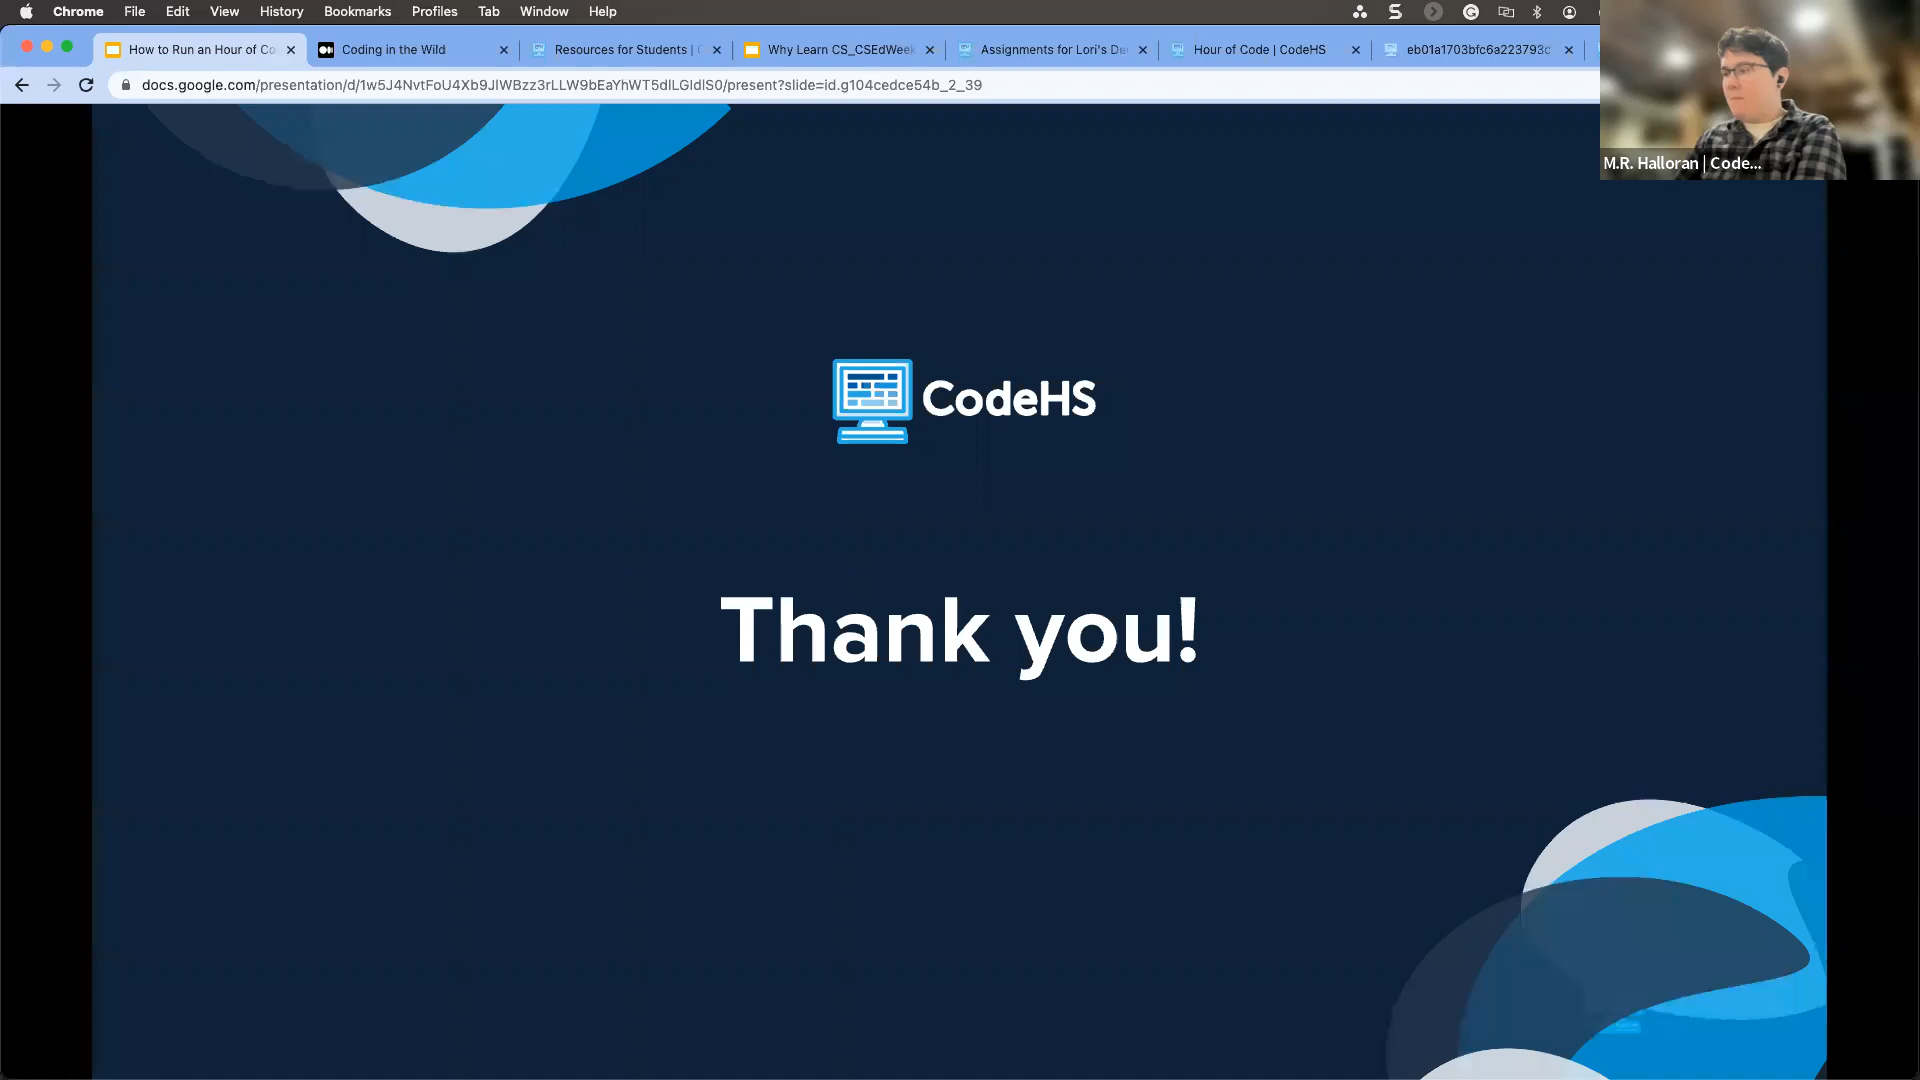 Chrome File Edit View History Bookmarks Profiles Tab Window Help
How to Run an Hour of Co
Coding in the Wild
Resources for Students |
Why Learn CS_CSEdWeek
Assignments for Lori's De
Hour of Code | CodeHS
eb01a1703bfc6a223793c
docs.google.com/presentation/d/1w5J4NvtFoU4Xb9JlWBzz3rLLW9bEaYhWT5dlLGIdlS0/present?slide=id.g104cedce54b_2_39
M.R. Halloran | Code...
CodeHS
Thank you!